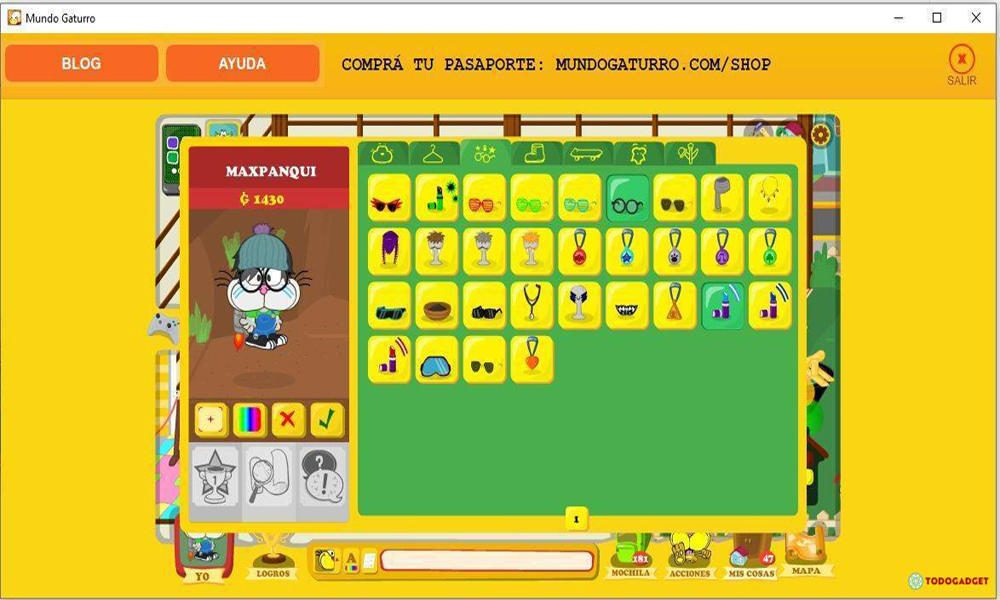 Mundo Gaturro
BLOG
AYUDA
COMPRÁ TU PASAPORTE: MUNDOGATURRO.COM/SHOP
X
SALIR
MAXPANQUI
1430
1
?
!
1
YO
LOGROS
A
181
MOCHILA
ACCIONES
47
MIS COSAS
MAPA
TODOGADGET